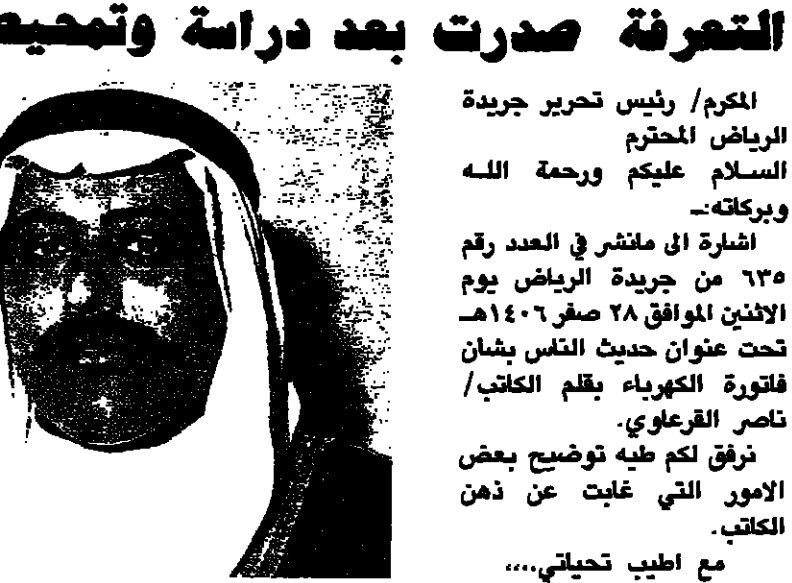 التعرفة صدرت بعد دراسة وتمحيص
المكرم/ رئيس تحرير جريدة
الرياض المحترم
السلام عليكم ورحمة اللـه
وبركاته:ـ
اشارة الى مانشر في العدد رقم
٦٣٥ من جريدة الرياض يوم
الاثنين الموافق ٢٨ صفر ١٤٠٦هـ
تحت عنوان حديث الناس بشان
فاتورة الكهرباء بقلم الكاتب/
ناصر القرعاوي.
نرفق لكم طيه توضيح بعض
الامور التي غابت عن ذهن
الكاتب.
مع اطيب تحياتي....